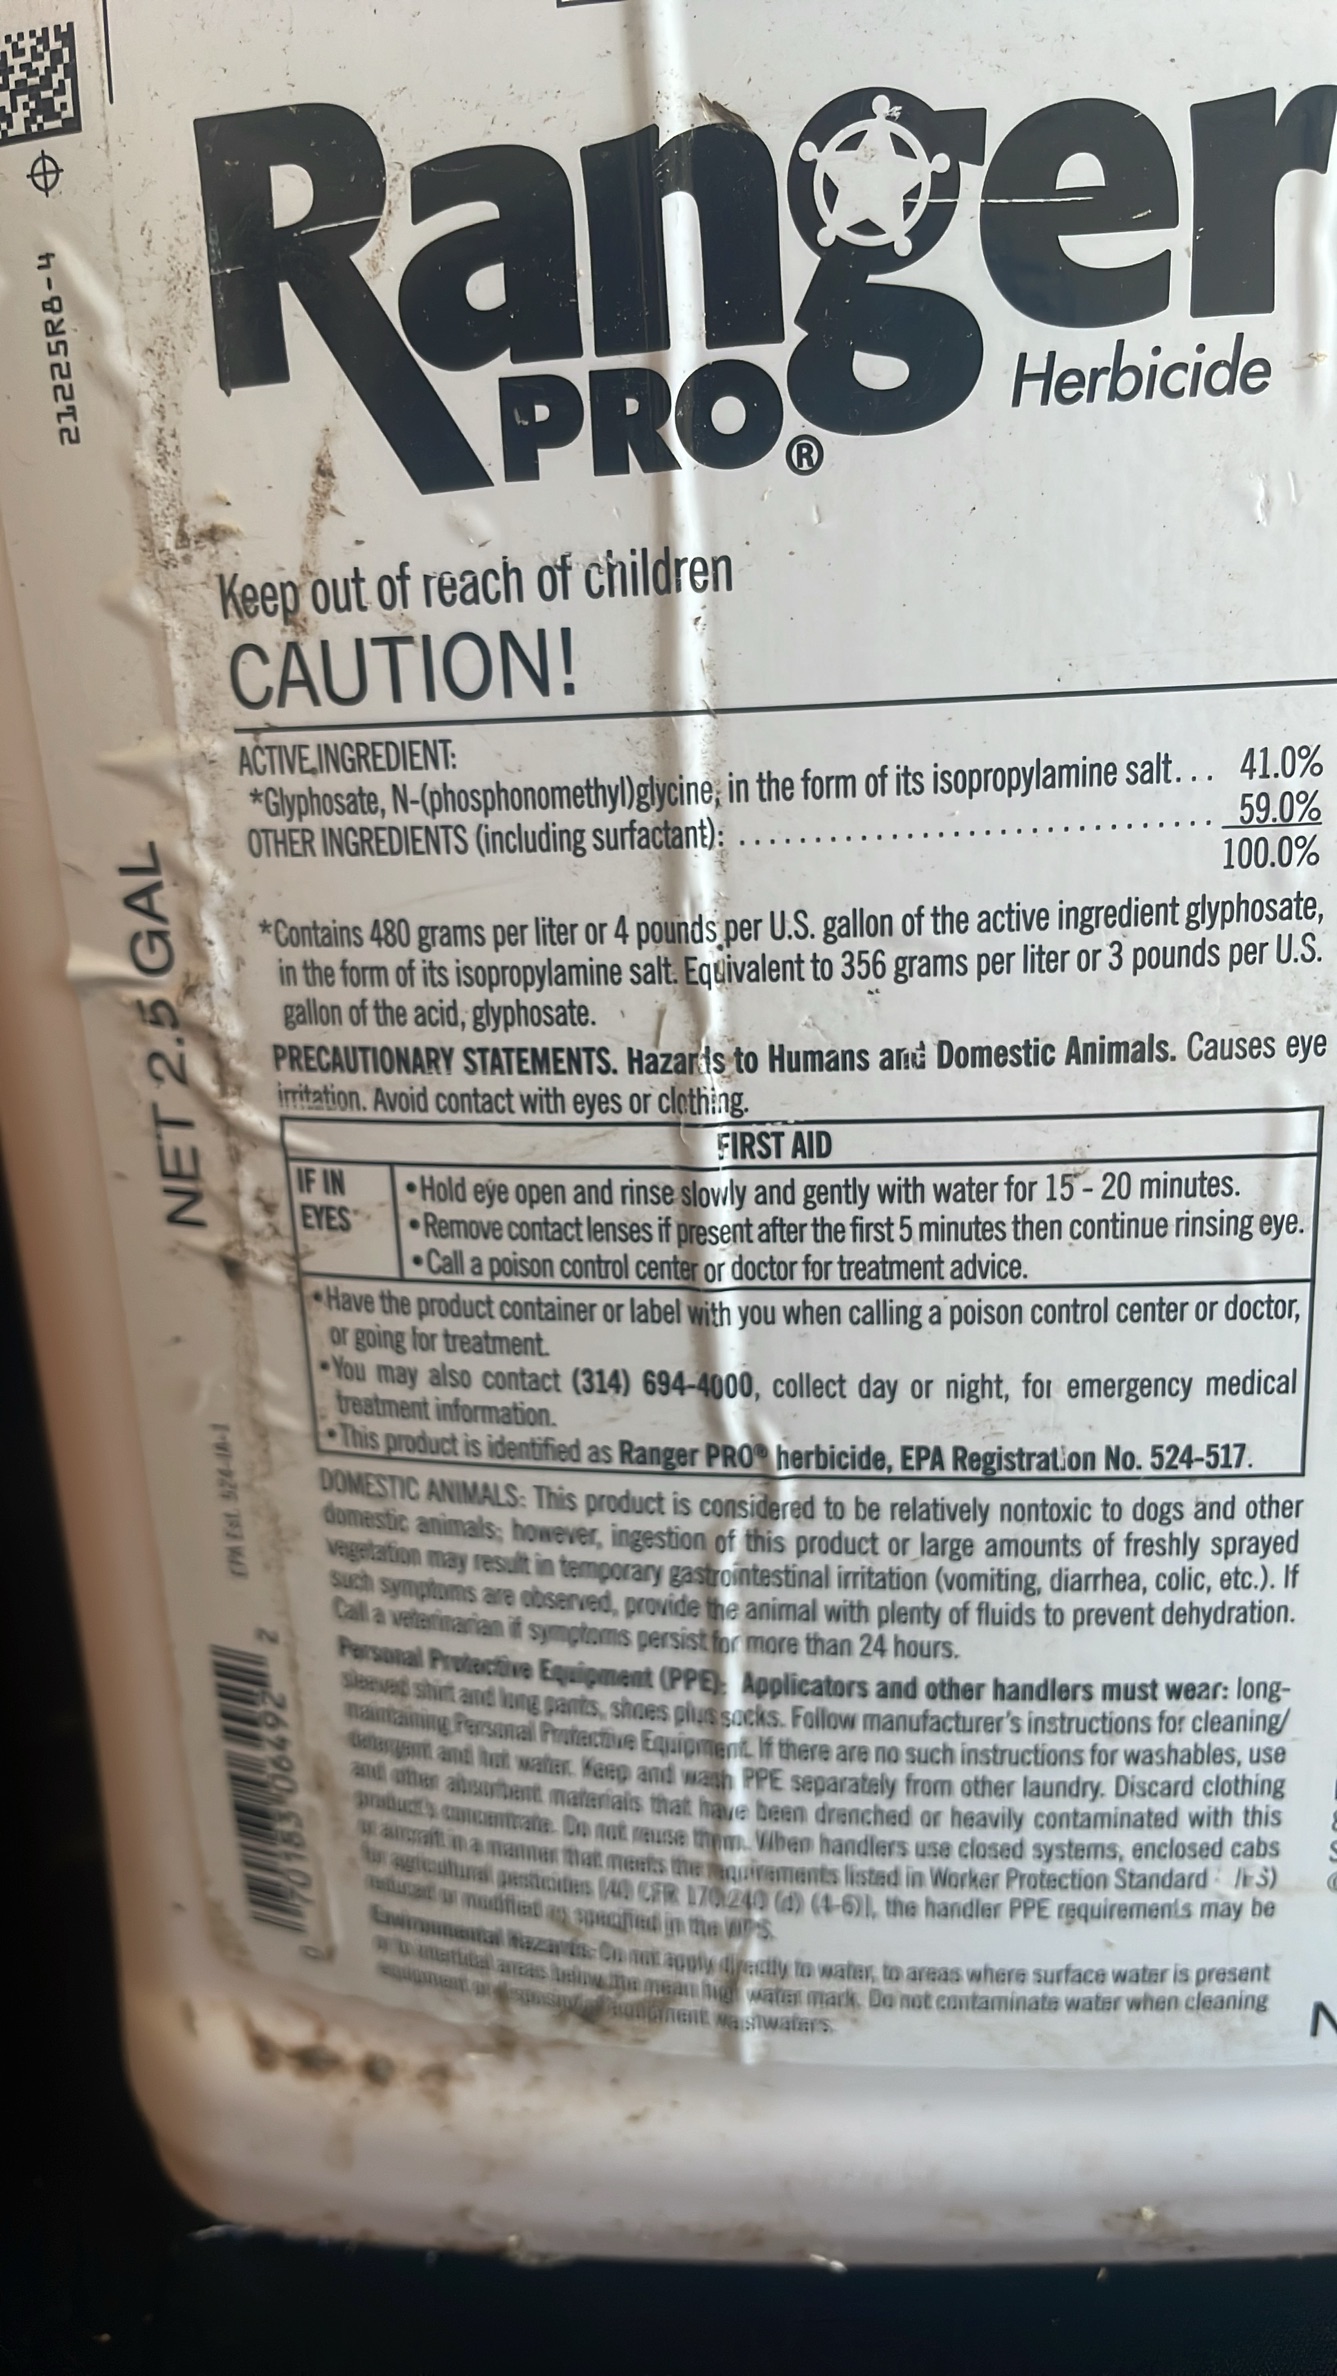 Ranger
PRO®
Herbicide
21225R8-4
Keep out of reach of children
CAUTION!
ACTIVE INGREDIENT:
*Glyphosate, N-(phosphonomethyl)glycine, in the form of its isopropylamine salt... 41.0%
OTHER INGREDIENTS (including surfactant): ........................................ 59.0%
100.0%
*Contains 480 grams per liter or 4 pounds per U.S. gallon of the active ingredient glyphosate,
in the form of its isopropylamine salt. Equivalent to 356 grams per liter or 3 pounds per U.S.
gallon of the acid, glyphosate.
PRECAUTIONARY STATEMENTS. Hazards to Humans and Domestic Animals. Causes eye
irritation. Avoid contact with eyes or clothing.
FIRST AID
IF IN
EYES
•Hold eye open and rinse slowly and gently with water for 15 - 20 minutes.
•Remove contact lenses if present after the first 5 minutes then continue rinsing eye.
•Call a poison control center or doctor for treatment advice.
•Have the product container or label with you when calling a poison control center or doctor,
or going for treatment.
•You may also contact (314) 694-4000, collect day or night, for emergency medical
treatment information.
•This product is identified as Ranger PRO® herbicide, EPA Registration No. 524-517.
DOMESTIC ANIMALS: This product is considered to be relatively nontoxic to dogs and other
domestic animals; however, ingestion of this product or large amounts of freshly sprayed
vegetation may result in temporary gastrointestinal irritation (vomiting, diarrhea, colic, etc.). If
such symptoms are observed, provide the animal with plenty of fluids to prevent dehydration.
Call a veterinarian if symptoms persist for more than 24 hours.
Personal Protective Equipment (PPE): Applicators and other handlers must wear: long-
sleeved shirt and long pants, shoes plus socks. Follow manufacturer's instructions for cleaning/
maintaining Personal Protective Equipment. If there are no such instructions for washables, use
detergent and hot water. Keep and wash PPE separately from other laundry. Discard clothing
and other absorbent materials that have been drenched or heavily contaminated with this
product's concentrate. Do not reuse them. When handlers use closed systems, enclosed cabs
or aircraft in a manner that meets the requirements listed in Worker Protection Standard
for agricultural pesticides [40 CFR 170.240 (d) (4-6)], the handler PPE requirements may be
reduced or modified as specified in the WPS.
Environmental Hazards: Do not apply directly to water, to areas where surface water is present
or to intertidal areas below the mean high water mark. Do not contaminate water when cleaning
equipment or disposing of equipment washwaters.
NET 2.5 GAL
EPA Est. 524-IA-1
0 70183 06492 2